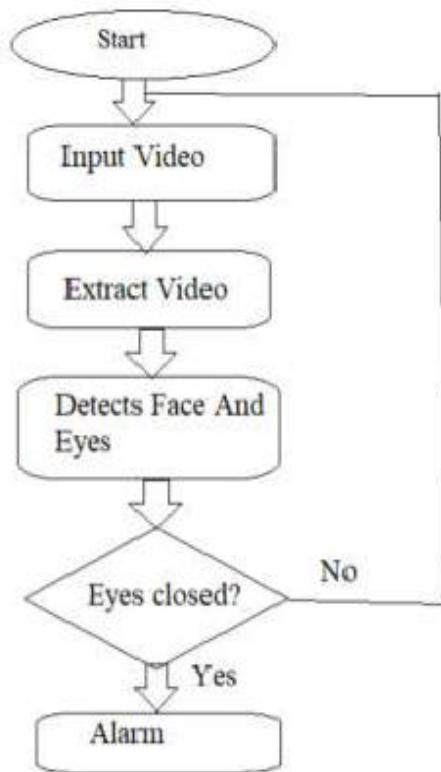 Start
Input Video
Extract Video
Detects Face And
Eyes
Eyes closed?
No
Yes
Alarm